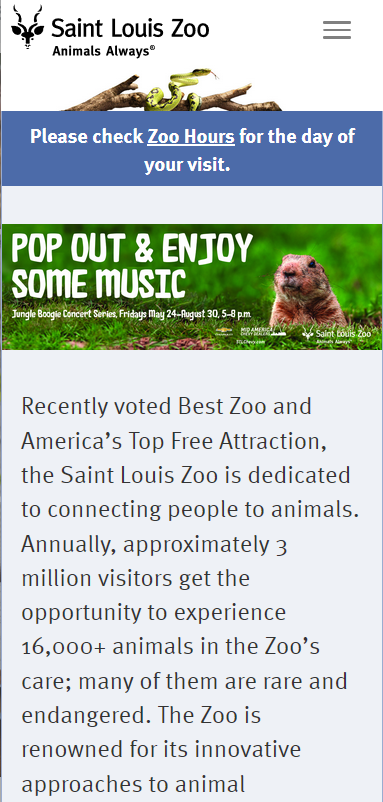 Saint Louis Zoo
Animals Always®
Please check Zoo Hours for the day of
your visit.
POP OUT & ENJOY
SOME MUSIC
Jungle Boogie Concert Series, Fridays May 24–August 30, 5–8 p.m.
MID AMERICA
CHEVY DEALERS
STLChevy.com
Saint Louis Zoo
Animals Always®
Recently voted Best Zoo and
America’s Top Free Attraction,
the Saint Louis Zoo is dedicated
to connecting people to animals.
Annually, approximately 3
million visitors get the
opportunity to experience
16,000+ animals in the Zoo’s
care; many of them are rare and
endangered. The Zoo is
renowned for its innovative
approaches to animal